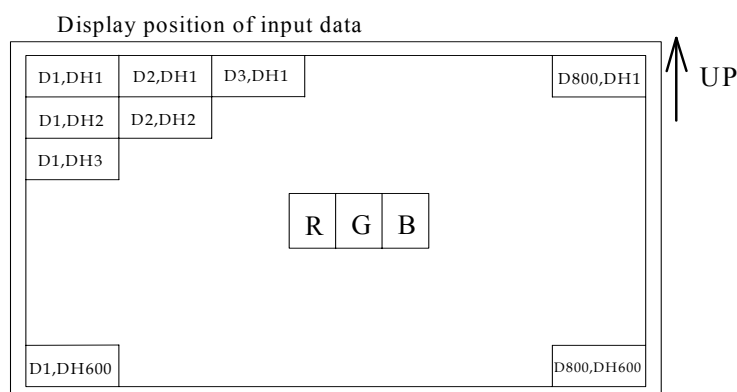 Display position of input data
D1,DH1 D2,DH1 D3,DH1 D800,DH1
UP
D1,DH2 D2,DH2
D1,DH3
R G B
D1,DH600 D800,DH600